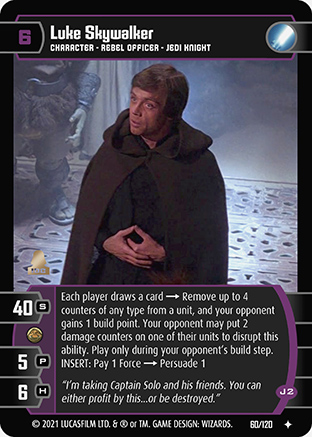 6
Luke Skywalker
CHARACTER - REBEL OFFICER - JEDI KNIGHT
40 S
5 P
6 H
Each player draws a card → Remove up to 4
counters of any type from a unit, and your opponent
gains 1 build point. Your opponent may put 2
damage counters on one of their units to disrupt this
ability. Play only during your opponent's build step.
INSERT: Pay 1 Force → Persuade 1
"I'm taking Captain Solo and his friends. You can
either profit by this...or be destroyed."
J2
© 2021 LUCASFILM LTD. & ® or TM. GAME DESIGN: WIZARDS.
60/120